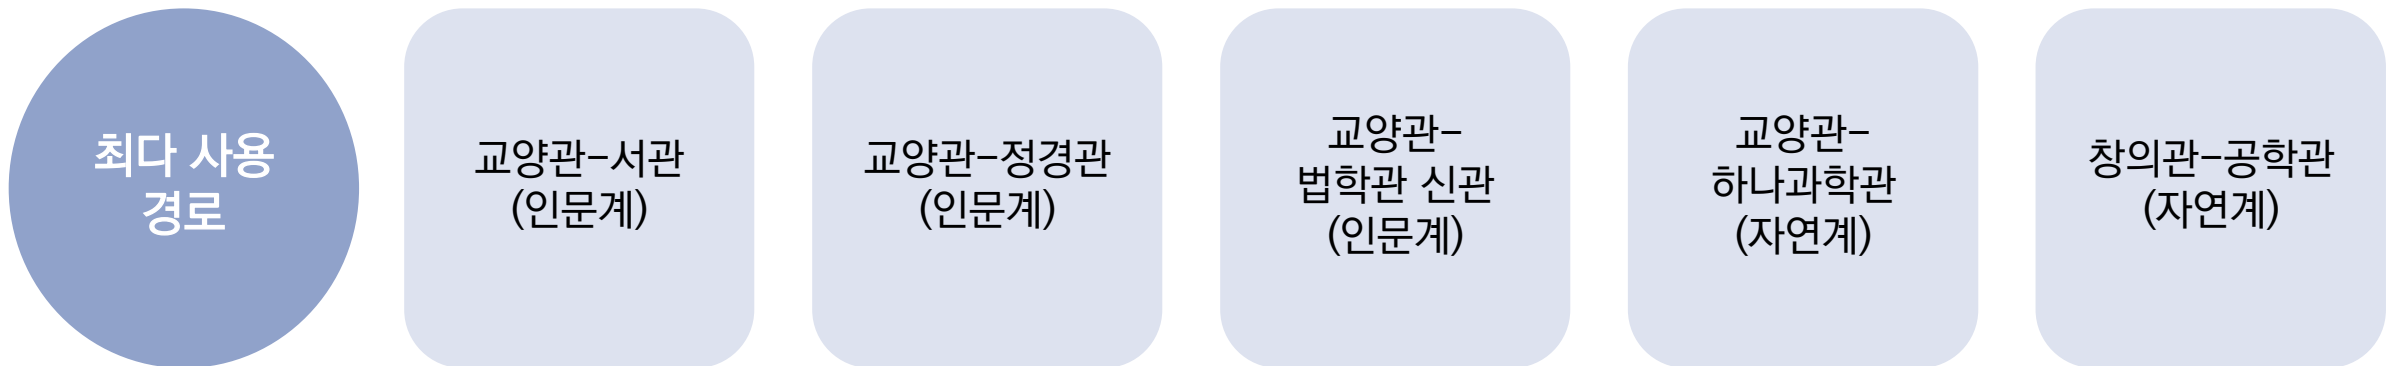 최다 사용
경로
교양관-서관
(인문계)
교양관-정경관
(인문계)
교양관-
법학관 신관
(인문계)
교양관-
하나과학관
(자연계)
창의관-공학관
(자연계)